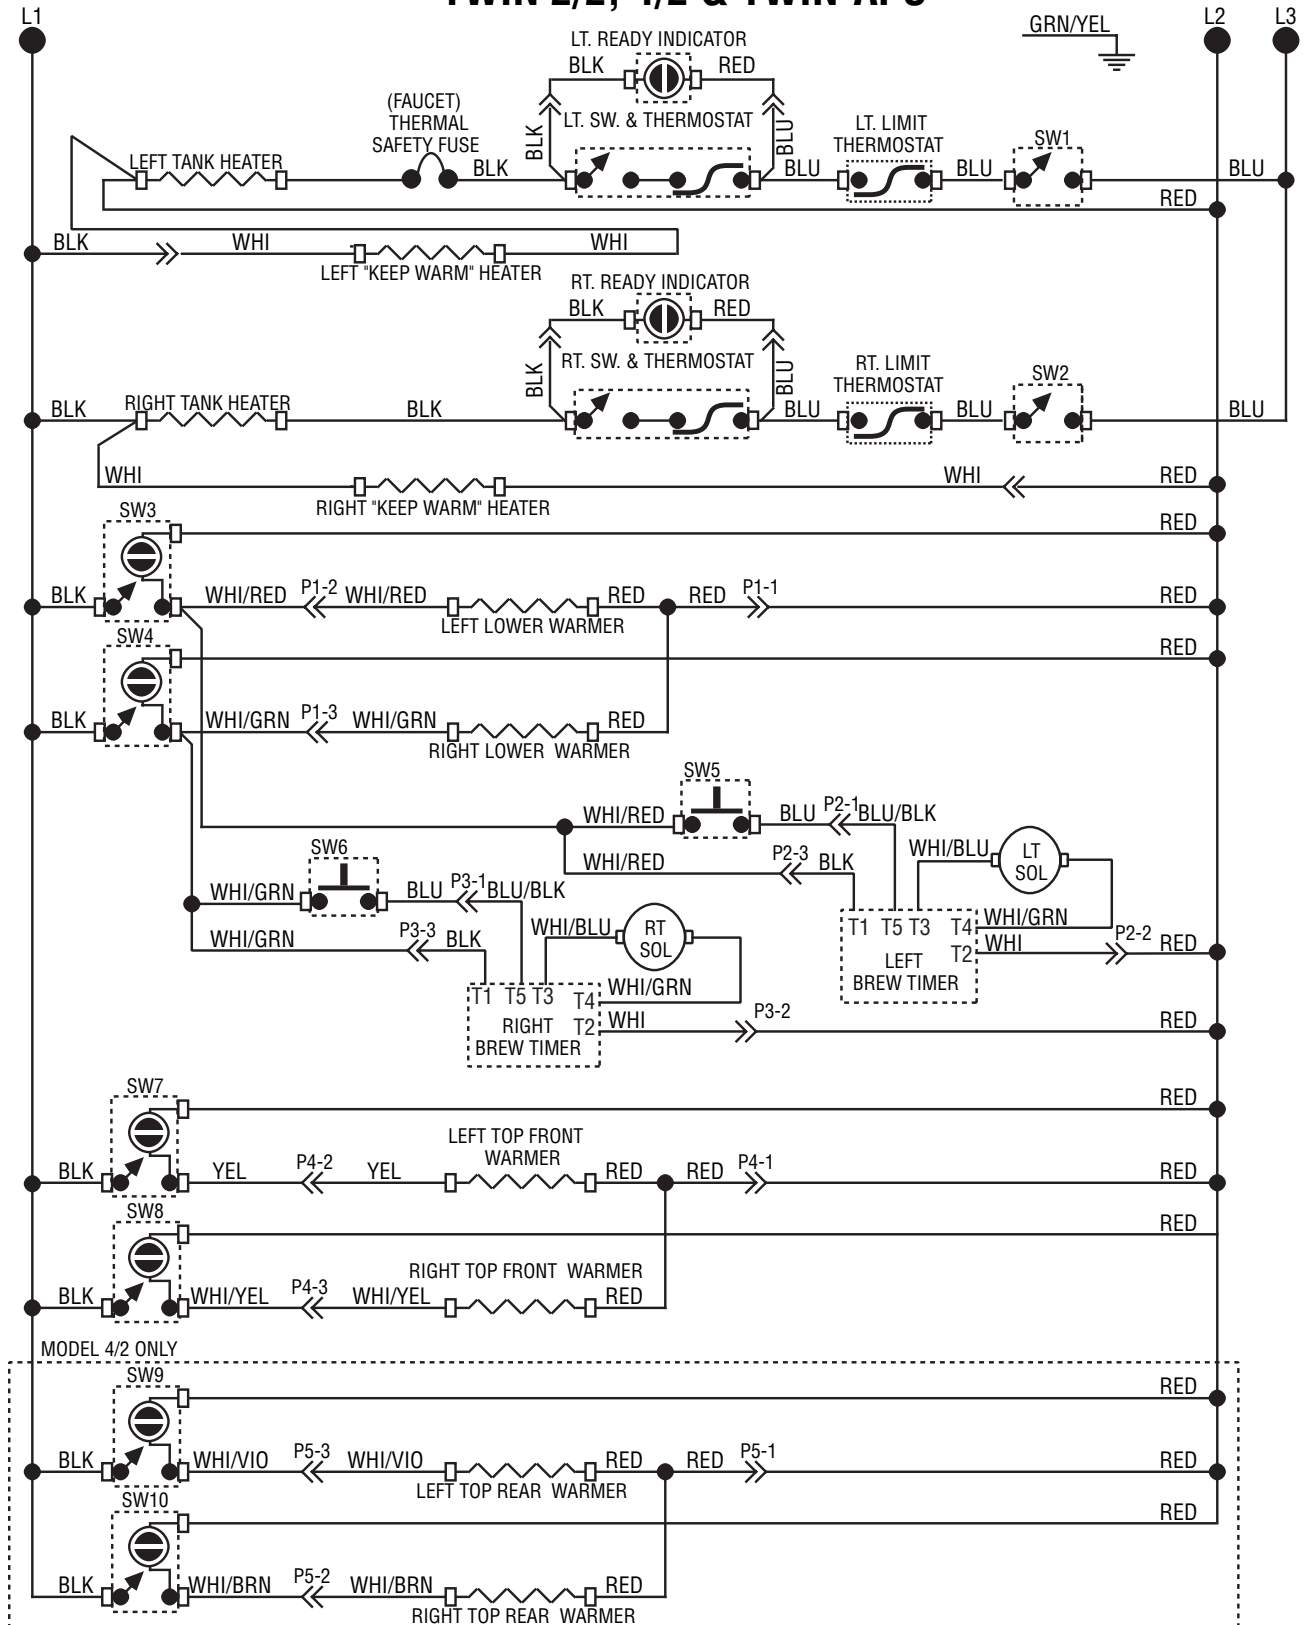 TWIN 2/2, 4/2 & TWIN APS
L1
GRN/YEL
L2
L3
LT. READY INDICATOR
BLK
RED
(FAUCET)
THERMAL
SAFETY FUSE
BLK
LT. SW. & THERMOSTAT
BLU
LT. LIMIT
THERMOSTAT
SW1
LEFT TANK HEATER
BLK
BLU
BLU
BLU
RED
BLK
WHI
WHI
LEFT "KEEP WARM" HEATER
RT. READY INDICATOR
BLK
RED
BLK
RT. SW. & THERMOSTAT
BLU
RT. LIMIT
THERMOSTAT
SW2
BLK
RIGHT TANK HEATER
BLK
BLU
BLU
BLU
WHI
WHI
RED
RIGHT "KEEP WARM" HEATER
SW3
RED
BLK
WHI/RED
P1-2
WHI/RED
RED
RED
P1-1
RED
LEFT LOWER WARMER
SW4
RED
BLK
WHI/GRN
P1-3
WHI/GRN
RED
RIGHT LOWER WARMER
SW5
WHI/RED
BLU
P2-1
BLU/BLK
WHI/RED
P2-3
BLK
WHI/BLU
LT
SOL
SW6
WHI/GRN
BLU
P3-1
BLU/BLK
WHI/GRN
P3-3
BLK
WHI/BLU
RT
SOL
T1 T5 T3 T4
WHI/GRN
T2
WHI
P2-2
RED
LEFT
BREW TIMER
T1 T5 T3 T4
WHI/GRN
RIGHT
T2
WHI
P3-2
RED
BREW TIMER
SW7
RED
LEFT TOP FRONT
WARMER
BLK
YEL
P4-2
YEL
RED
RED
P4-1
RED
SW8
RED
RIGHT TOP FRONT WARMER
BLK
WHI/YEL
P4-3
WHI/YEL
RED
MODEL 4/2 ONLY
SW9
RED
BLK
WHI/VIO
P5-3
WHI/VIO
RED
RED
P5-1
RED
LEFT TOP REAR WARMER
SW10
RED
BLK
WHI/BRN
P5-2
WHI/BRN
RED
RIGHT TOP REAR WARMER